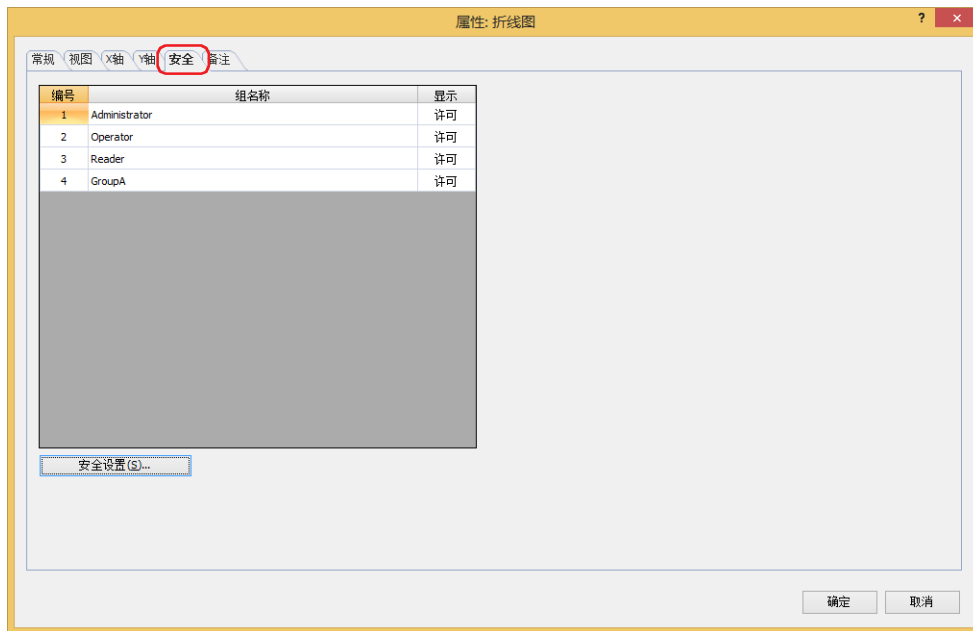 属性: 折线图 ? ×
常规 视图 X轴 Y轴 安全 备注
编号 组名称 显示
1 Administrator 许可
2 Operator 许可
3 Reader 许可
4 GroupA 许可
安全设置(S)...
确定 取消